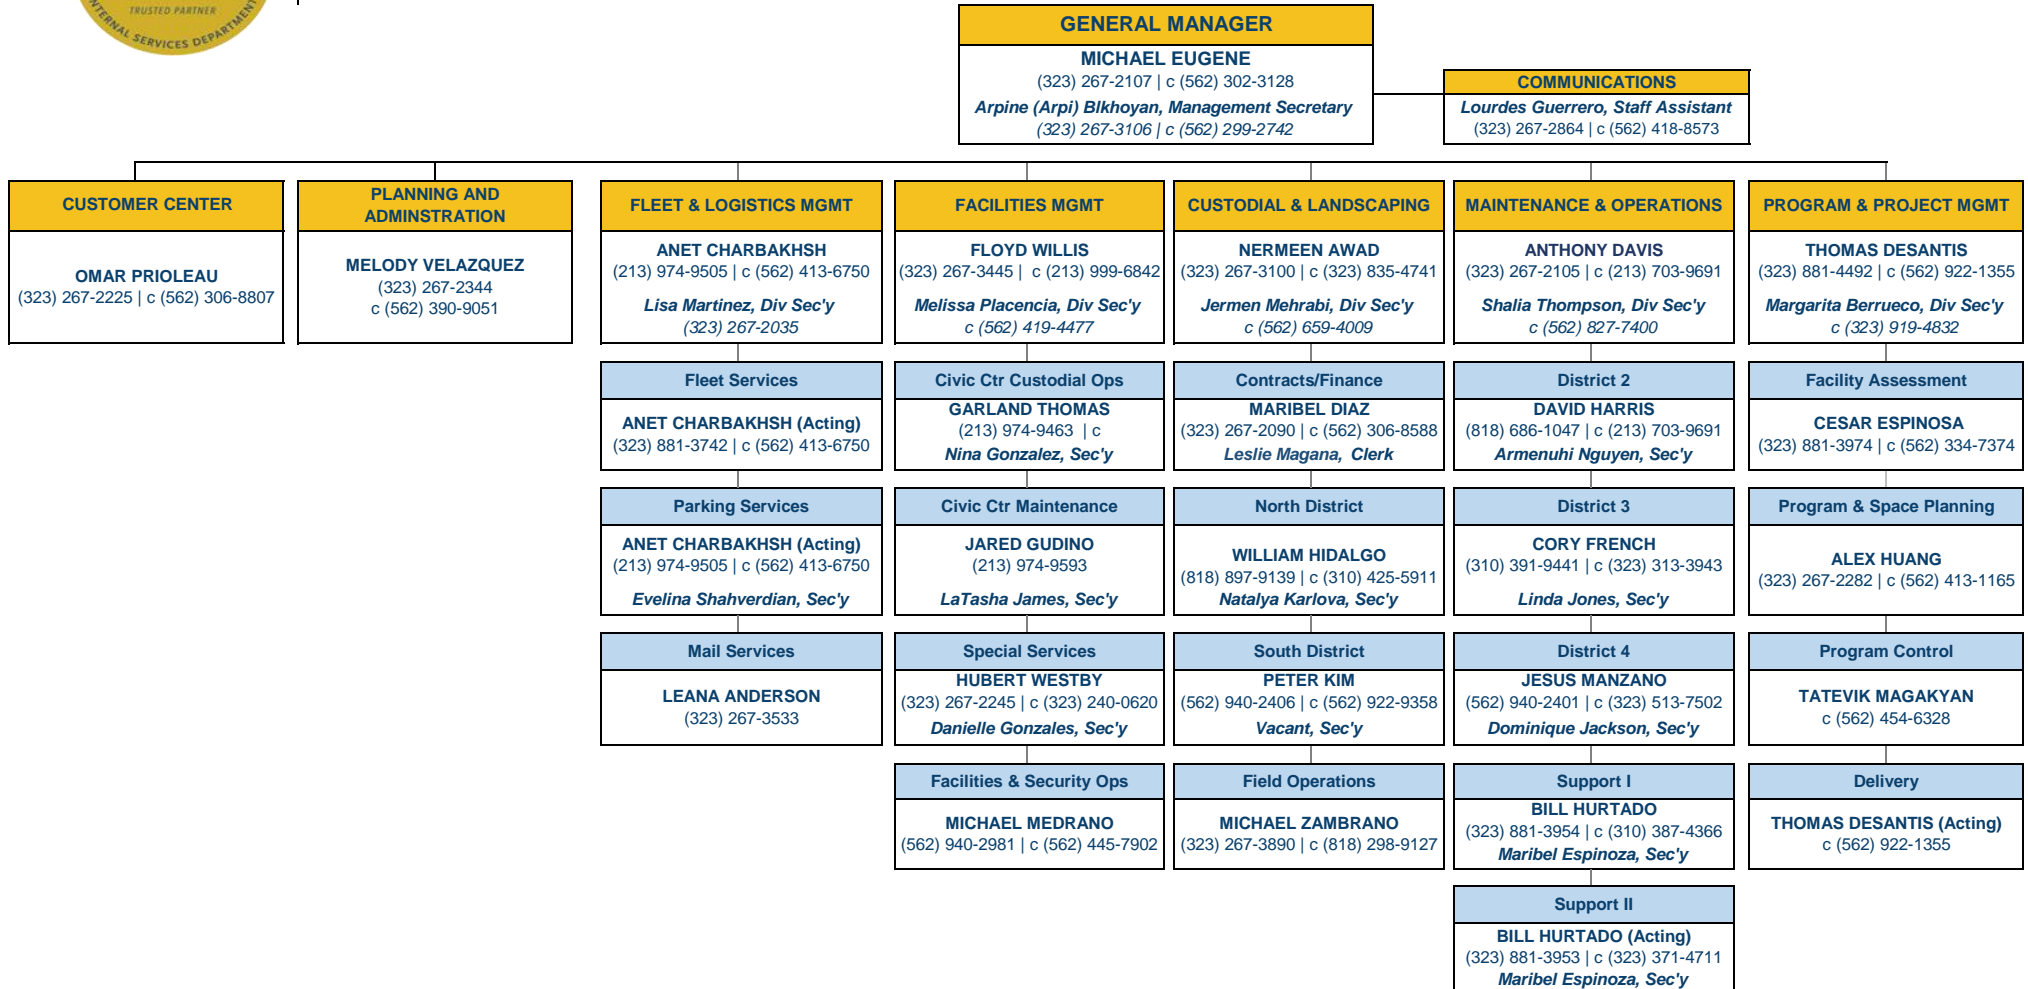 TRUSTED PARTNER
INTERNAL SERVICES DEPARTMENT
GENERAL MANAGER
MICHAEL EUGENE
(323) 267-2107 | c (562) 302-3128
Arpine (Arpi) Blkhoyan, Management Secretary
(323) 267-3106 | c (562) 299-2742
COMMUNICATIONS
Lourdes Guerrero, Staff Assistant
(323) 267-2864 | c (562) 418-8573
CUSTOMER CENTER
OMAR PRIOLEAU
(323) 267-2225 | c (562) 306-8807
PLANNING AND
ADMINSTRATION
MELODY VELAZQUEZ
(323) 267-2344
c (562) 390-9051
FLEET & LOGISTICS MGMT
ANET CHARBAKHSH
(213) 974-9505 | c (562) 413-6750
Lisa Martinez, Div Sec'y
(323) 267-2035
Fleet Services
ANET CHARBAKHSH (Acting)
(323) 881-3742 | c (562) 413-6750
Parking Services
ANET CHARBAKHSH (Acting)
(213) 974-9505 | c (562) 413-6750
Evelina Shahverdian, Sec'y
Mail Services
LEANA ANDERSON
(323) 267-3533
FACILITIES MGMT
FLOYD WILLIS
(323) 267-3445 | c (213) 999-6842
Melissa Placencia, Div Sec'y
c (562) 419-4477
Civic Ctr Custodial Ops
GARLAND THOMAS
(213) 974-9463 | c
Nina Gonzalez, Sec'y
Civic Ctr Maintenance
JARED GUDINO
(213) 974-9593
LaTasha James, Sec'y
Special Services
HUBERT WESTBY
(323) 267-2245 | c (323) 240-0620
Danielle Gonzales, Sec'y
Facilities & Security Ops
MICHAEL MEDRANO
(562) 940-2981 | c (562) 445-7902
CUSTODIAL & LANDSCAPING
NERMEEN AWAD
(323) 267-3100 | c (323) 835-4741
Jermen Mehrabi, Div Sec'y
c (562) 659-4009
Contracts/Finance
MARIBEL DIAZ
(323) 267-2090 | c (562) 306-8588
Leslie Magana, Clerk
North District
WILLIAM HIDALGO
(818) 897-9139 | c (310) 425-5911
Natalya Karlova, Sec'y
South District
PETER KIM
(562) 940-2406 | c (562) 922-9358
Vacant, Sec'y
Field Operations
MICHAEL ZAMBRANO
(323) 267-3890 | c (818) 298-9127
MAINTENANCE & OPERATIONS
ANTHONY DAVIS
(323) 267-2105 | c (213) 703-9691
Shalia Thompson, Div Sec'y
c (562) 827-7400
District 2
DAVID HARRIS
(818) 686-1047 | c (213) 703-9691
Armenuhi Nguyen, Sec'y
District 3
CORY FRENCH
(310) 391-9441 | c (323) 313-3943
Linda Jones, Sec'y
District 4
JESUS MANZANO
(562) 940-2401 | c (323) 513-7502
Dominique Jackson, Sec'y
Support I
BILL HURTADO
(323) 881-3954 | c (310) 387-4366
Maribel Espinoza, Sec'y
Support II
BILL HURTADO (Acting)
(323) 881-3953 | c (323) 371-4711
Maribel Espinoza, Sec'y
PROGRAM & PROJECT MGMT
THOMAS DESANTIS
(323) 881-4492 | c (562) 922-1355
Margarita Berrueco, Div Sec'y
c (323) 919-4832
Facility Assessment
CESAR ESPINOSA
(323) 881-3974 | c (562) 334-7374
Program & Space Planning
ALEX HUANG
(323) 267-2282 | c (562) 413-1165
Program Control
TATEVIK MAGAKYAN
c (562) 454-6328
Delivery
THOMAS DESANTIS (Acting)
c (562) 922-1355